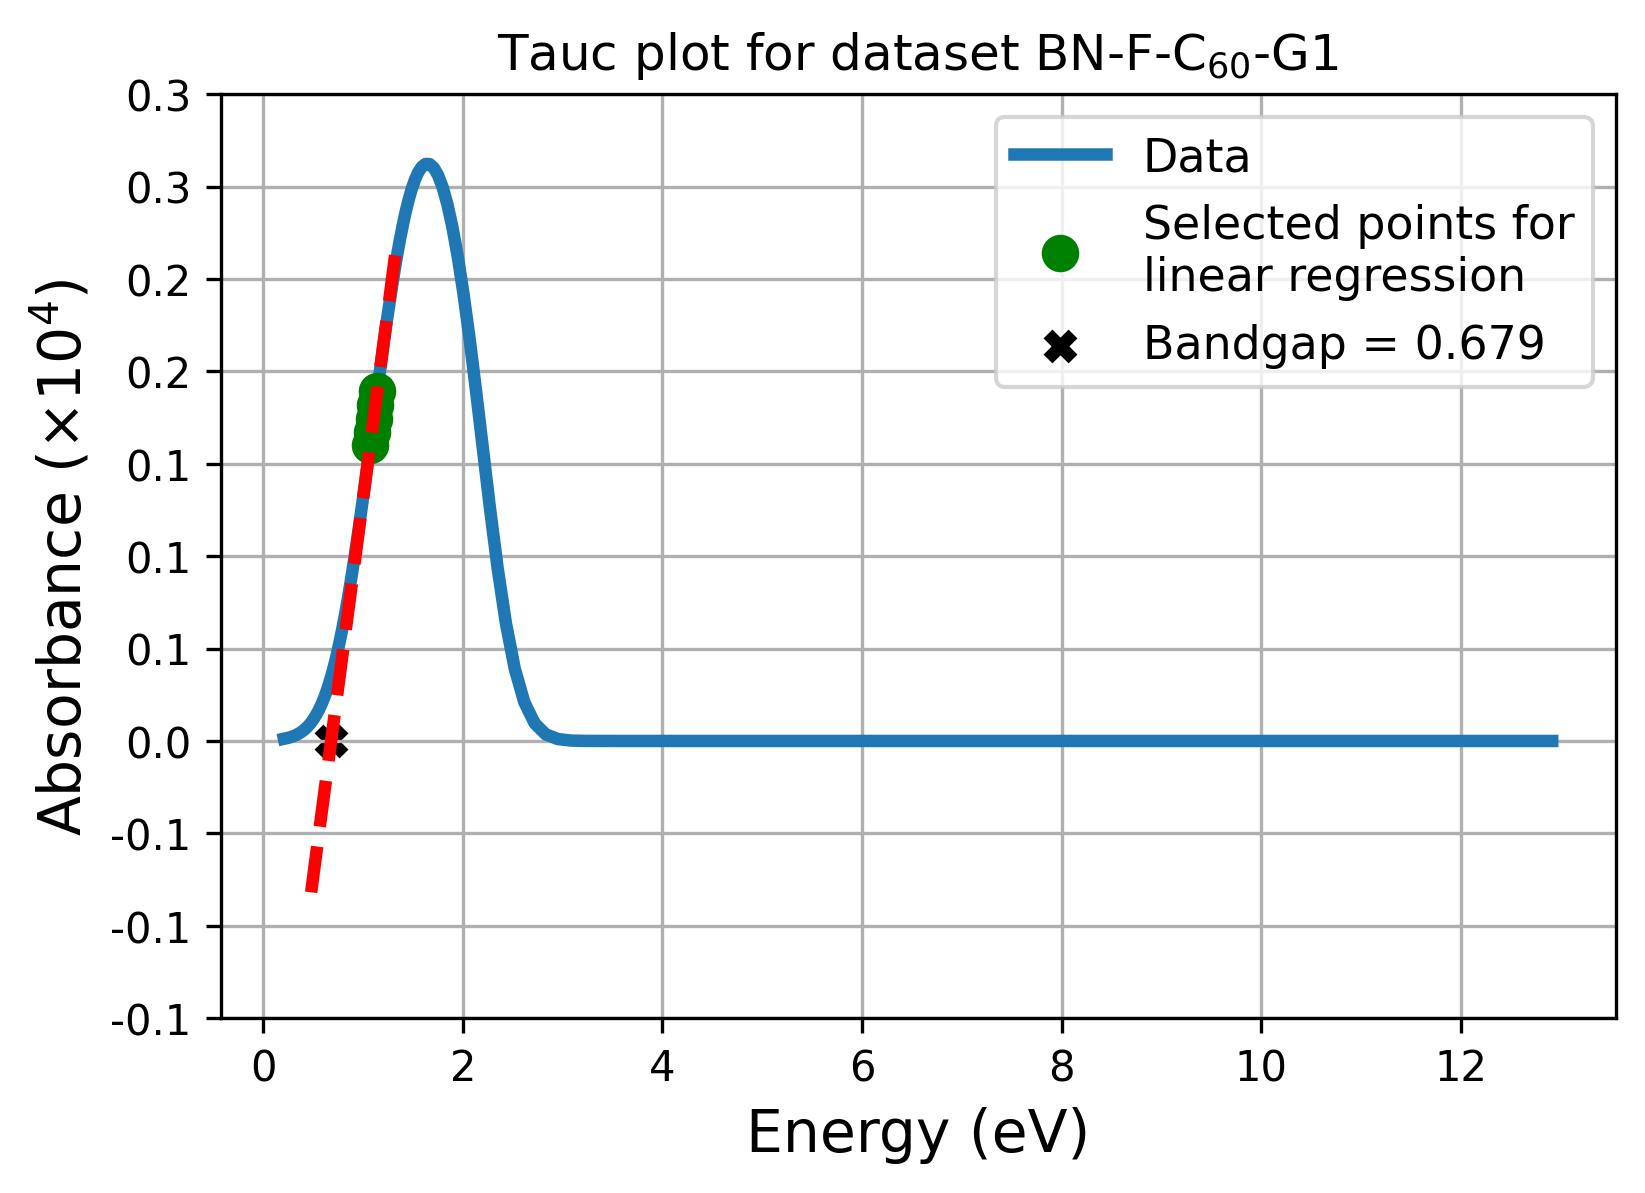 Tauc plot for dataset BN-F-C₆₀-G1
0.3
0.3
0.2
0.2
0.1
0.1
0.1
0.0
-0.1
-0.1
-0.1
Absorbance (×10⁴)
Data
Selected points for
linear regression
Bandgap = 0.679
0 2 4 6 8 10 12
Energy (eV)